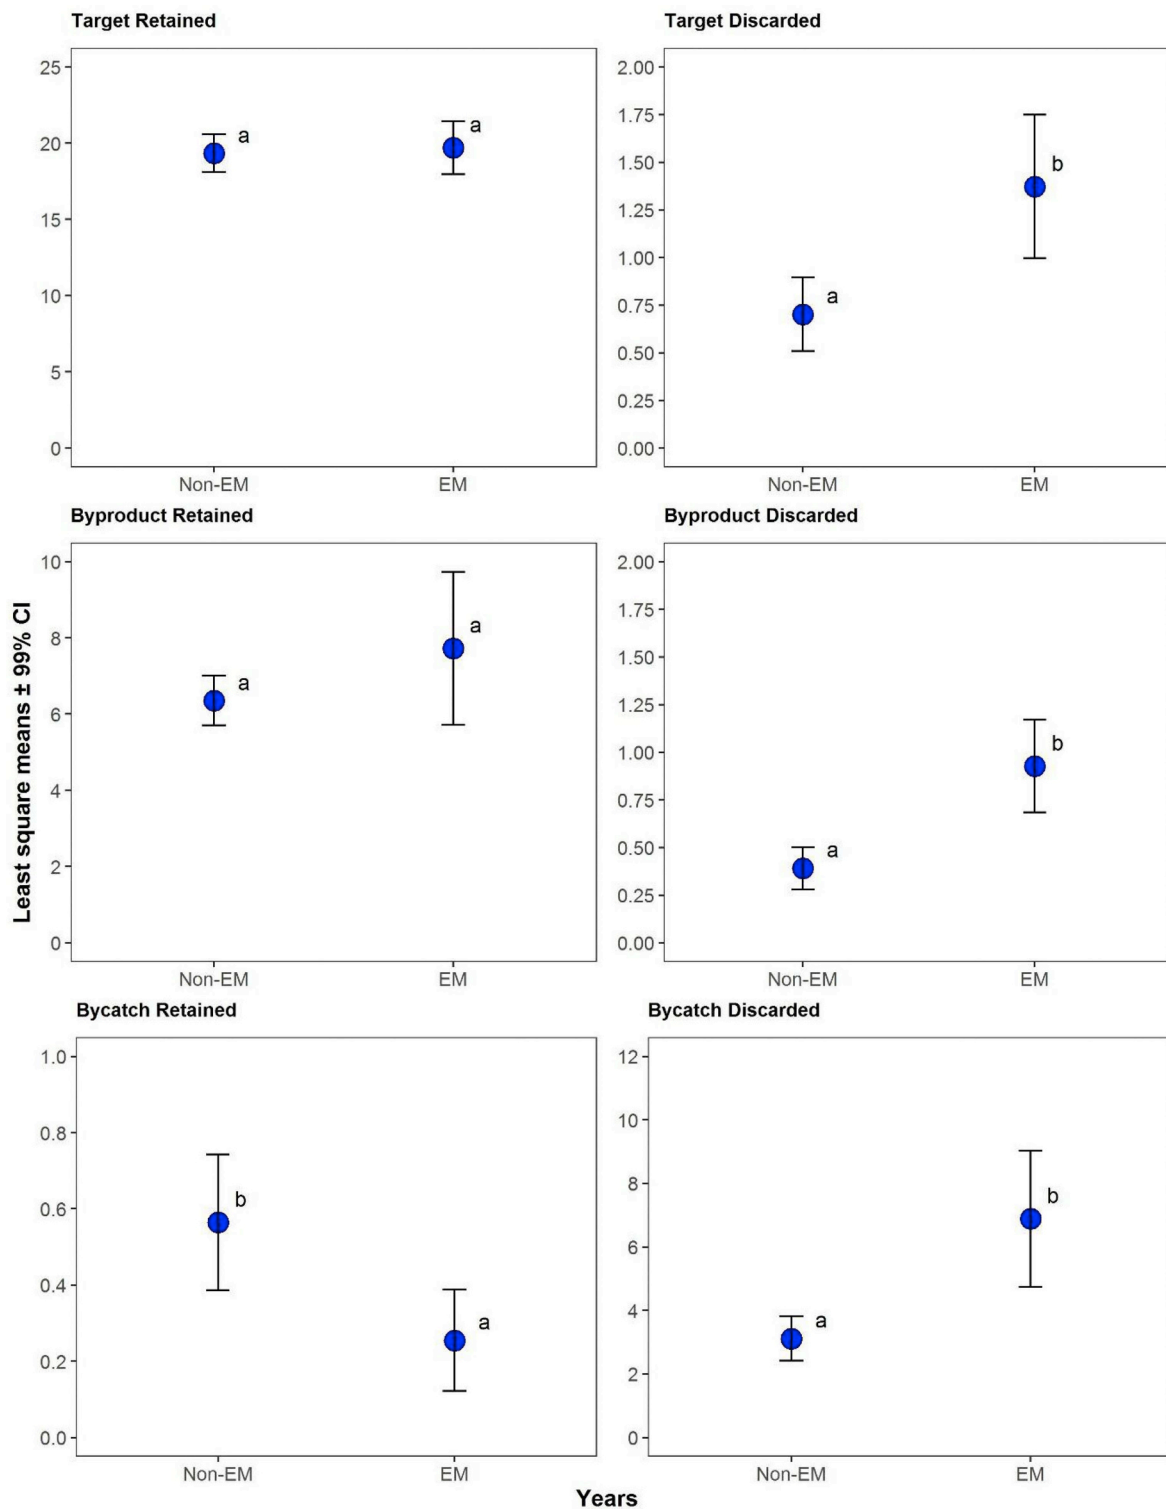 Target Retained
25
20
15
10
5
0
a
a
Non-EM
EM
Target Discarded
2.00
1.75
1.50
1.25
1.00
0.75
0.50
0.25
0.00
a
b
Non-EM
EM
Least square means ± 99% CI
Byproduct Retained
10
8
6
4
2
0
a
a
Non-EM
EM
Byproduct Discarded
2.00
1.75
1.50
1.25
1.00
0.75
0.50
0.25
0.00
a
b
Non-EM
EM
Bycatch Retained
1.0
0.8
0.6
0.4
0.2
0.0
b
a
Non-EM
EM
Bycatch Discarded
12
10
8
6
4
2
0
a
b
Non-EM
EM
Years